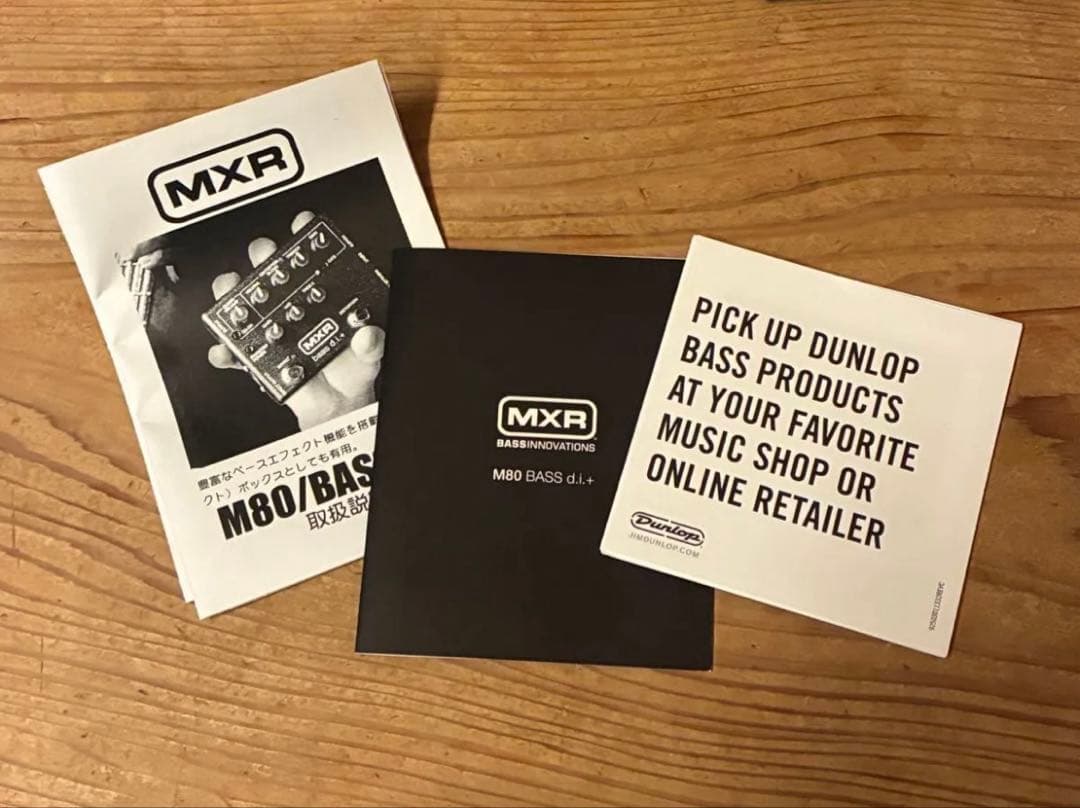 MXR
MXR
bass d.i.+
豊富なベースエフェクト機能を搭
クト）ボックスとしても有用。
M80/BAS
取扱説
MXR
BASSINNOVATIONS
M80 BASS d.i.+
PICK UP DUNLOP
BASS PRODUCTS
AT YOUR FAVORITE
MUSIC SHOP OR
ONLINE RETAILER
Dunlop
JIMDUNLOP.COM